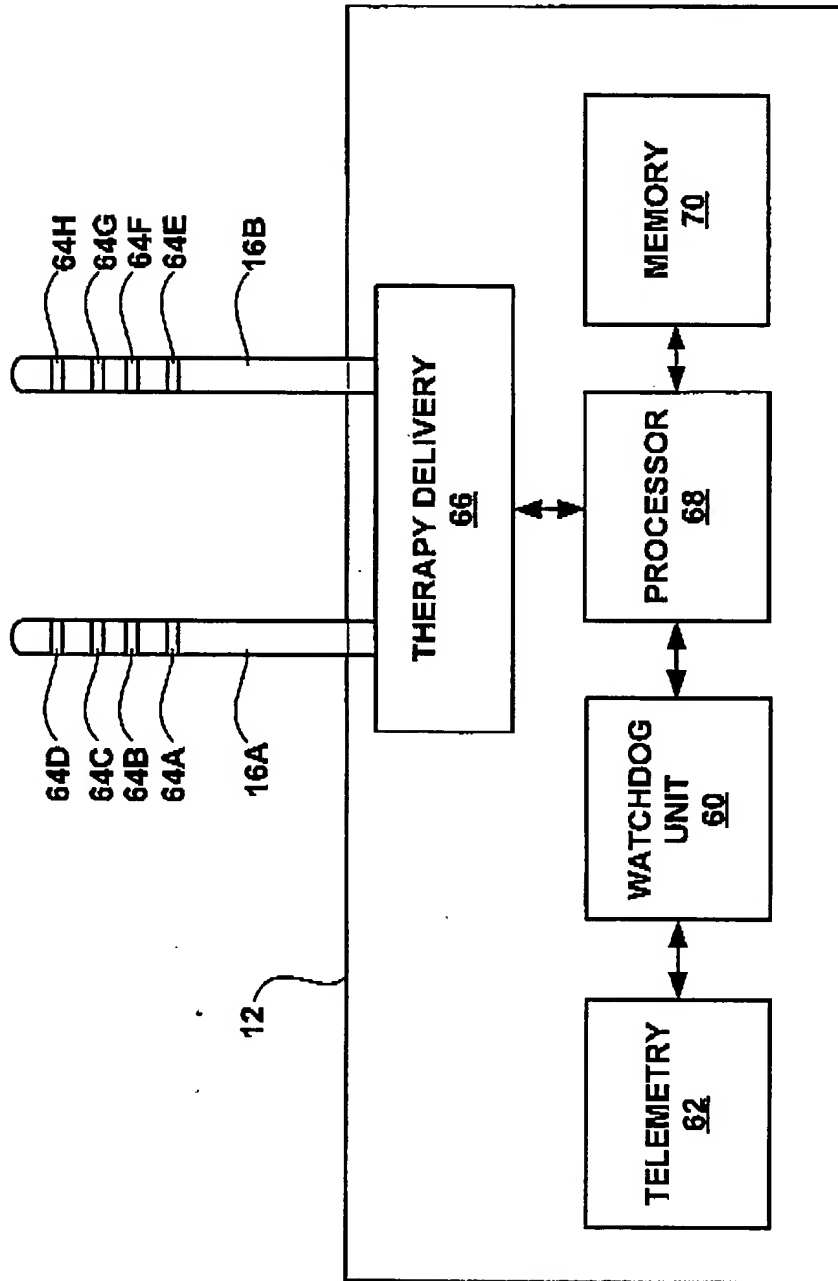 64D
64C
64B
64A
16A
64H
64G
64F
64E
16B
12
THERAPY DELIVERY
66
TELEMETRY
62
WATCHDOG
UNIT
60
PROCESSOR
68
MEMORY
70